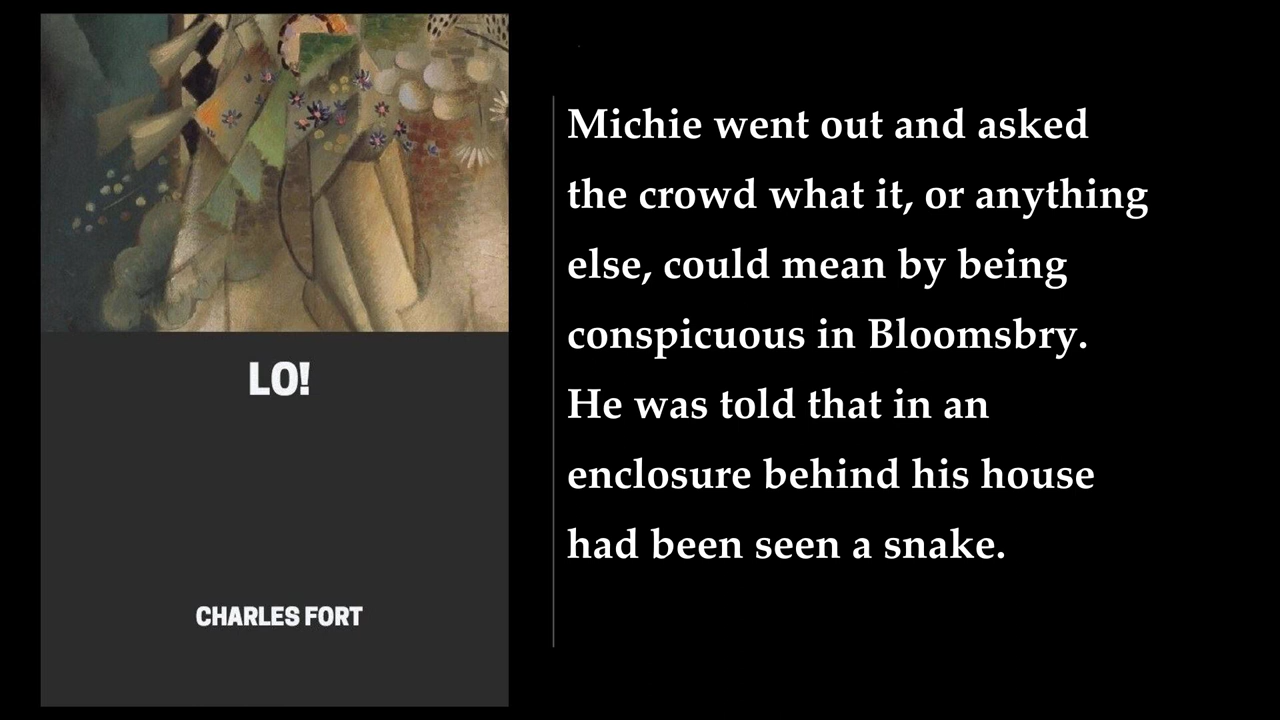 LO!
CHARLES FORT
Michie went out and asked
the crowd what it, or anything
else, could mean by being
conspicuous in Bloomsbry.
He was told that in an
enclosure behind his house
had been seen a snake.